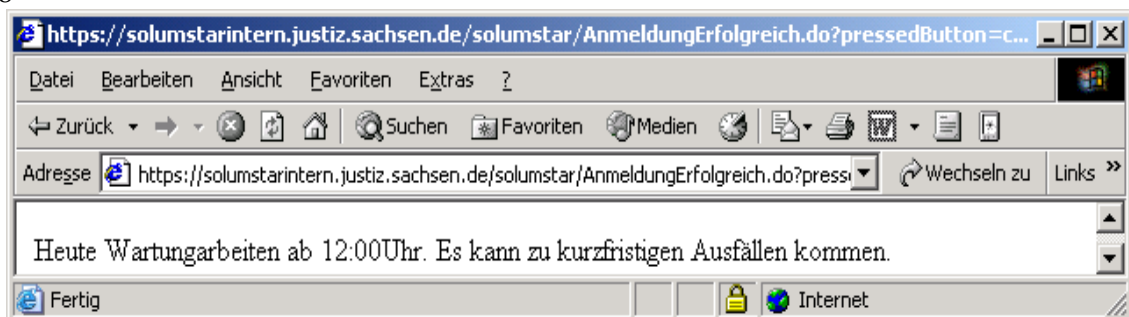 https://solumstarintern.justiz.sachsen.de/solumstar/AnmeldungErfolgreich.do?pressedButton=c...
Datei Bearbeiten Ansicht Favoriten Extras ?
Zurück Suchen Favoriten Medien
Adresse https://solumstarintern.justiz.sachsen.de/solumstar/AnmeldungErfolgreich.do?press Wechseln zu Links »
Heute Wartungarbeiten ab 12:00Uhr. Es kann zu kurzfristigen Ausfällen kommen.
Fertig Internet